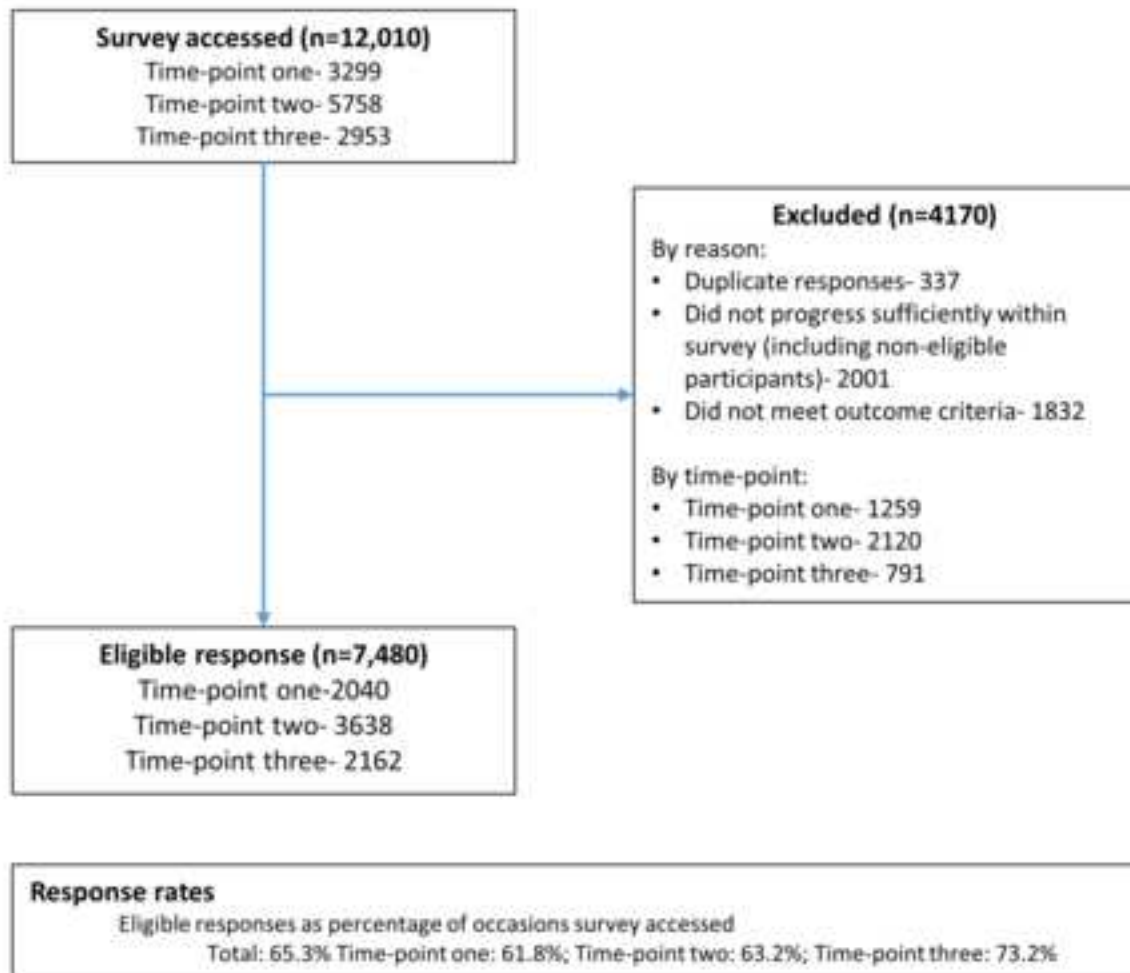 Survey accessed (n=12,010)
Time-point one- 3299
Time-point two- 5758
Time-point three- 2953
Excluded (n=4170)
By reason:
• Duplicate responses- 337
• Did not progress sufficiently within
survey (including non-eligible
participants)- 2001
• Did not meet outcome criteria- 1832
By time-point:
• Time-point one- 1259
• Time-point two- 2120
• Time-point three- 791
Eligible response (n=7,480)
Time-point one-2040
Time-point two- 3638
Time-point three- 2162
Response rates
Eligible responses as percentage of occasions survey accessed
Total: 65.3% Time-point one: 61.8%; Time-point two: 63.2%; Time-point three: 73.2%